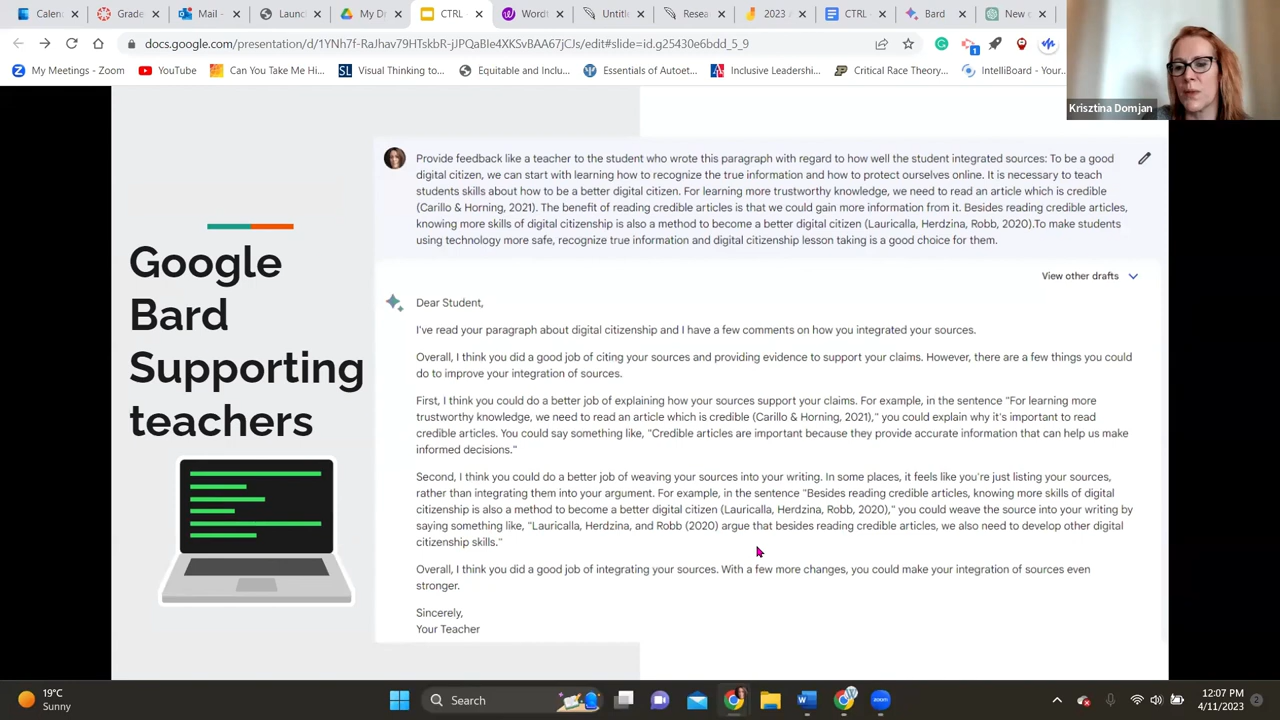 Calen
Grade
Mail -
Launc
My Dr
CTRL -
Word
Untitle
Resea
2023
CTRL -
Bard
New c
docs.google.com/presentation/d/1YNh7f-RaJhav79HTskbR-jJPQaBIe4XKSvBAA67jCJs/edit#slide=id.g25430e6bdd_5_9
1
My Meetings - Zoom
YouTube
Can You Take Me Hi...
SL Visual Thinking to...
Equitable and Inclu...
Essentials of Autoet...
Inclusive Leadershi...
Critical Race Theory...
IntelliBoard - Your...
Krisztina Domjan
Google
Bard
Supporting
teachers
Provide feedback like a teacher to the student who wrote this paragraph with regard to how well the student integrated sources: To be a good
digital citizen, we can start with learning how to recognize the true information and how to protect ourselves online. It is necessary to teach
students skills about how to be a better digital citizen. For learning more trustworthy knowledge, we need to read an article which is credible
(Carillo & Horning, 2021). The benefit of reading credible articles is that we could gain more information from it. Besides reading credible articles,
knowing more skills of digital citizenship is also a method to become a better digital citizen (Lauricalla, Herdzina, Robb, 2020).To make students
using technology more safe, recognize true information and digital citizenship lesson taking is a good choice for them.
View other drafts
Dear Student,
I've read your paragraph about digital citizenship and I have a few comments on how you integrated your sources.
Overall, I think you did a good job of citing your sources and providing evidence to support your claims. However, there are a few things you could
do to improve your integration of sources.
First, I think you could do a better job of explaining how your sources support your claims. For example, in the sentence "For learning more
trustworthy knowledge, we need to read an article which is credible (Carillo & Horning, 2021)," you could explain why it's important to read
credible articles. You could say something like, "Credible articles are important because they provide accurate information that can help us make
informed decisions."
Second, I think you could do a better job of weaving your sources into your writing. In some places, it feels like you're just listing your sources,
rather than integrating them into your argument. For example, in the sentence "Besides reading credible articles, knowing more skills of digital
citizenship is also a method to become a better digital citizen (Lauricalla, Herdzina, Robb, 2020)," you could weave the source into your writing by
saying something like, "Lauricalla, Herdzina, and Robb (2020) argue that besides reading credible articles, we also need to develop other digital
citizenship skills."
Overall, I think you did a good job of integrating your sources. With a few more changes, you could make your integration of sources even
stronger.
Sincerely,
Your Teacher
19°C
Sunny
Search
zoom
12:07 PM
4/11/2023
2